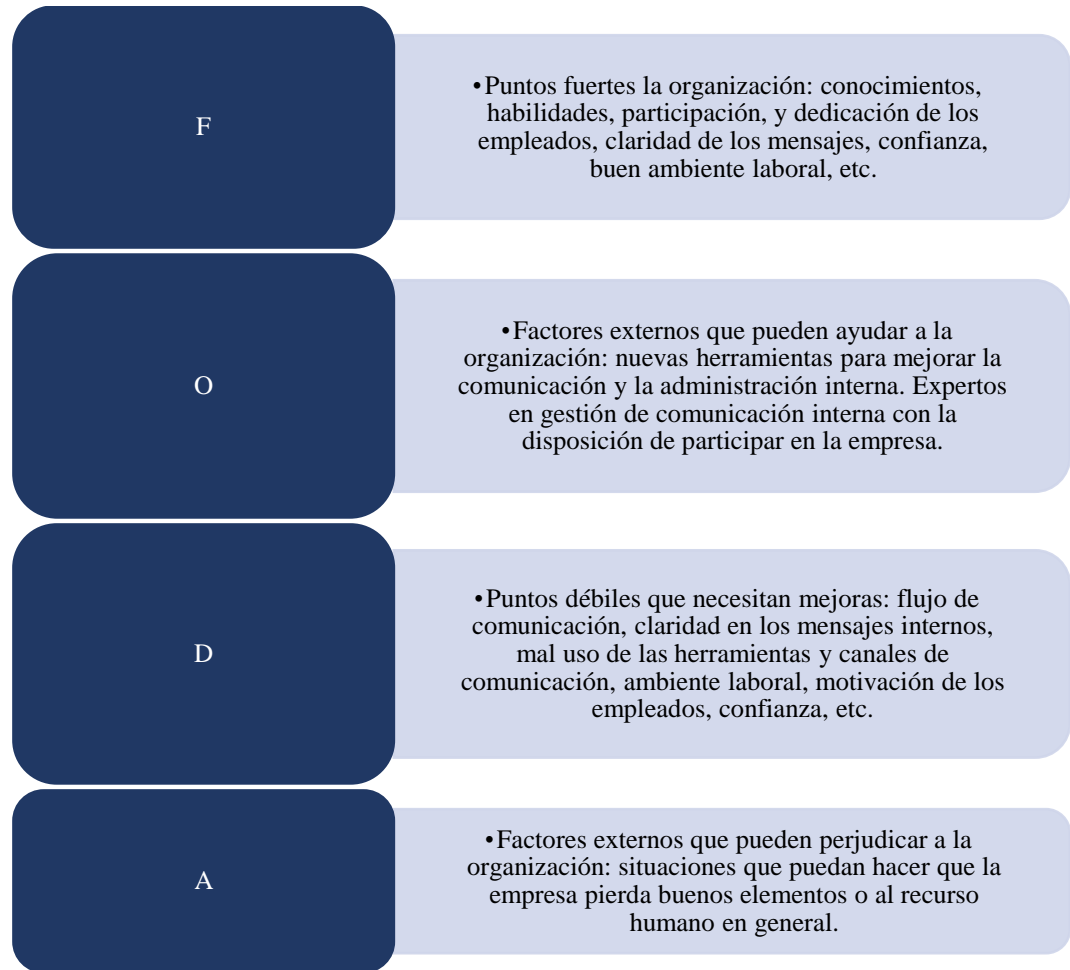 F
•Puntos fuertes la organización: conocimientos,
habilidades, participación, y dedicación de los
empleados, claridad de los mensajes, confianza,
buen ambiente laboral, etc.
O
•Factores externos que pueden ayudar a la
organización: nuevas herramientas para mejorar la
comunicación y la administración interna. Expertos
en gestión de comunicación interna con la
disposición de participar en la empresa.
D
•Puntos débiles que necesitan mejoras: flujo de
comunicación, claridad en los mensajes internos,
mal uso de las herramientas y canales de
comunicación, ambiente laboral, motivación de los
empleados, confianza, etc.
A
•Factores externos que pueden perjudicar a la
organización: situaciones que puedan hacer que la
empresa pierda buenos elementos o al recurso
humano en general.